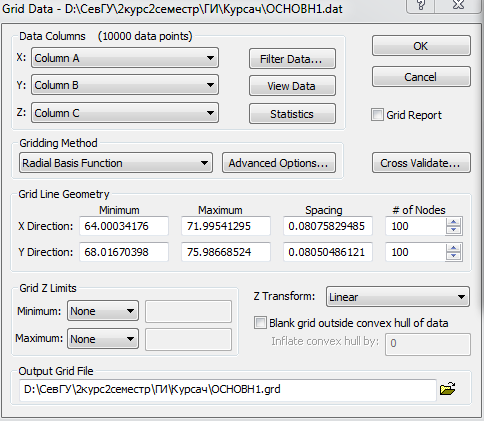 Grid Data - D:\СевГУ\2курс2семестр\ГИ\Курсач\ОСНОВН1.dat
Data Columns (10000 data points)
X: Column A Filter Data...
Y: Column B View Data
Z: Column C Statistics
OK
Cancel
Grid Report
Gridding Method
Radial Basis Function Advanced Options... Cross Validate...
Grid Line Geometry
Minimum Maximum Spacing # of Nodes
X Direction: 64.00034176 71.99541295 0.08075829485 100
Y Direction: 68.01670398 75.98668524 0.08050486121 100
Grid Z Limits
Minimum: None
Maximum: None
Z Transform: Linear
Blank grid outside convex hull of data
Inflate convex hull by: 0
Output Grid File
D:\СевГУ\2курс2семестр\ГИ\Курсач\ОСНОВН1.grd